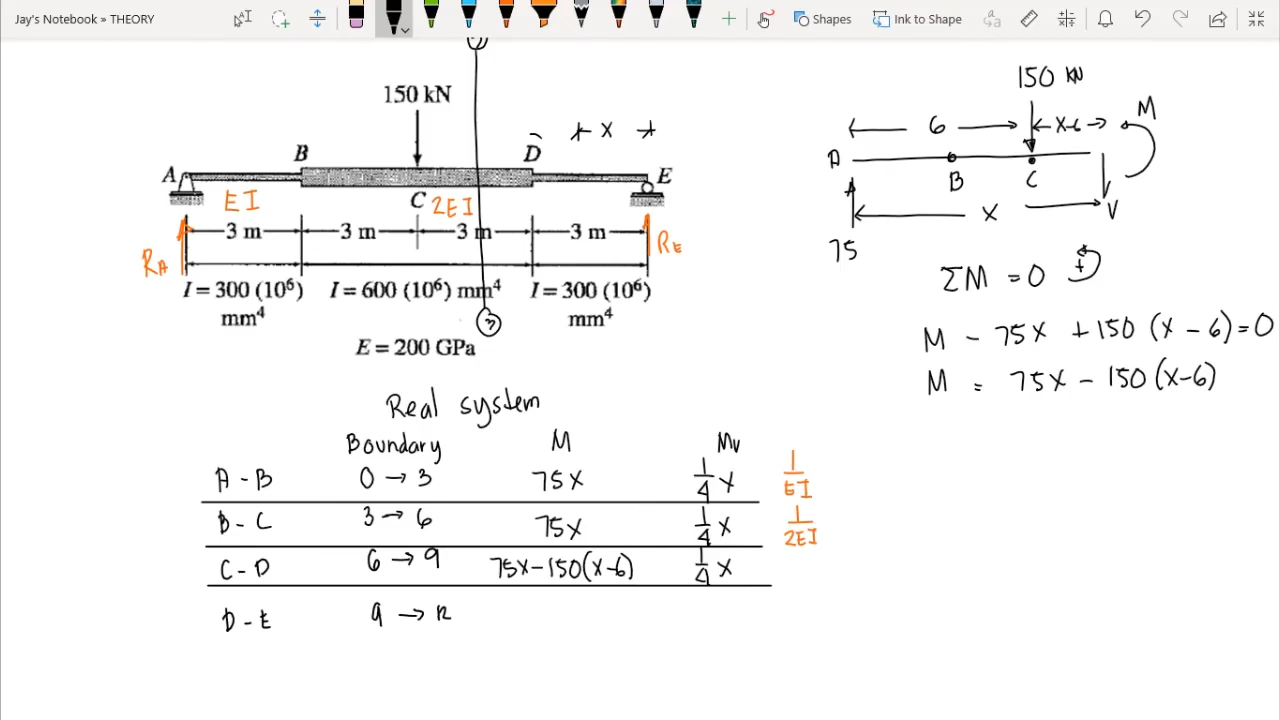 Jay's Notebook » THEORY
Shapes
Ink to Shape
150 kN
x
B
D
A
E
EI
C
2EI
3 m
3 m
3 m
3 m
RA
RE
I = 300 (10⁶) mm⁴
I = 600 (10⁶) mm⁴
I = 300 (10⁶) mm⁴
3
E = 200 GPa
150 kN
6
x-6
M
A
B
C
x
V
75
ΣM = 0
+
M - 75x + 150 (x - 6) = 0
M = 75x - 150 (x-6)
Real system
Boundary M Mv
A - B 0 → 3 75x 1/4 x 1/EI
B - C 3 → 6 75x 1/4 x 1/2EI
C - D 6 → 9 75x-150(x-6) 1/4 x
D - E 9 → 12